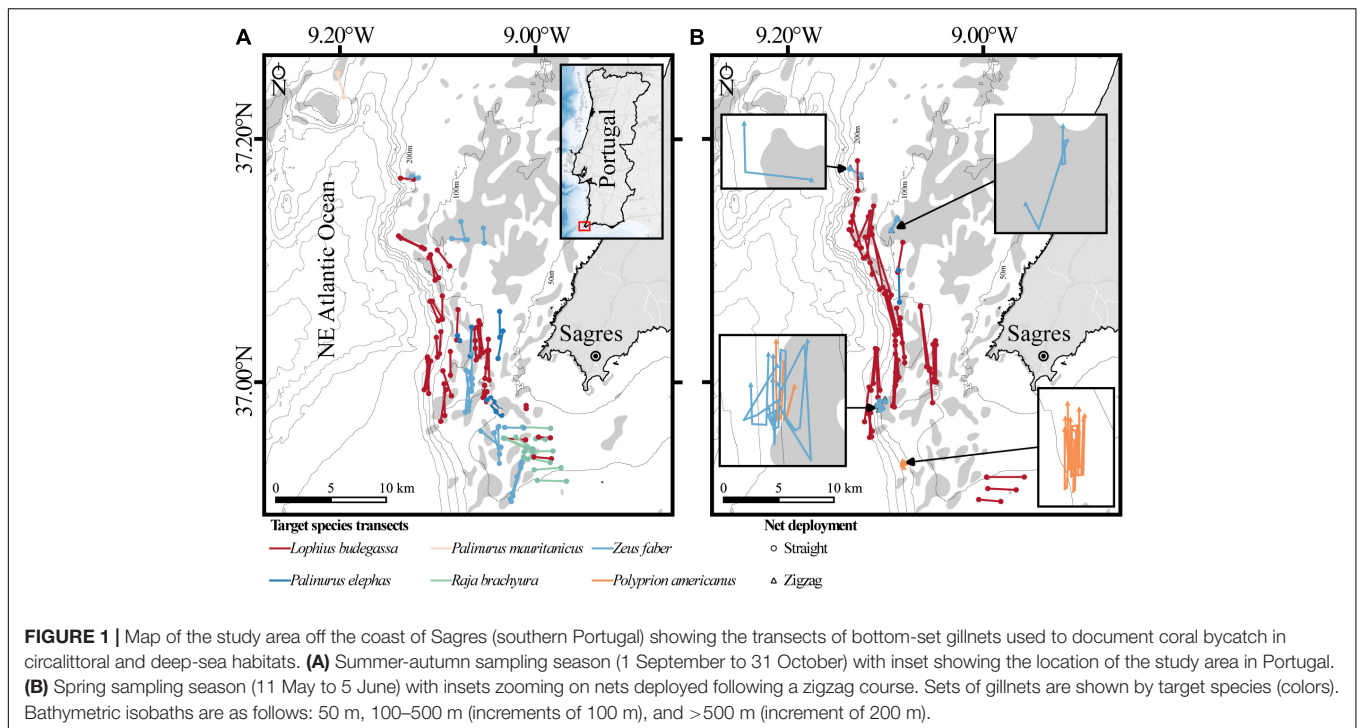 A
9.20°W
9.00°W
B
9.20°W
9.00°W
N
N
37.20°N
37.00°N
NE Atlantic Ocean
200m
100m
50m
Portugal
Sagres
200m
100m
50m
Sagres
0 5 10 km
0 5 10 km
Target species transects
Net deployment
Lophius budegassa
Palinurus mauritanicus
Zeus faber
Straight
Palinurus elephas
Raja brachyura
Polyprion americanus
Zigzag
FIGURE 1 | Map of the study area off the coast of Sagres (southern Portugal) showing the transects of bottom-set gillnets used to document coral bycatch in
circalittoral and deep-sea habitats. (A) Summer-autumn sampling season (1 September to 31 October) with inset showing the location of the study area in Portugal.
(B) Spring sampling season (11 May to 5 June) with insets zooming on nets deployed following a zigzag course. Sets of gillnets are shown by target species (colors).
Bathymetric isobaths are as follows: 50 m, 100–500 m (increments of 100 m), and >500 m (increment of 200 m).